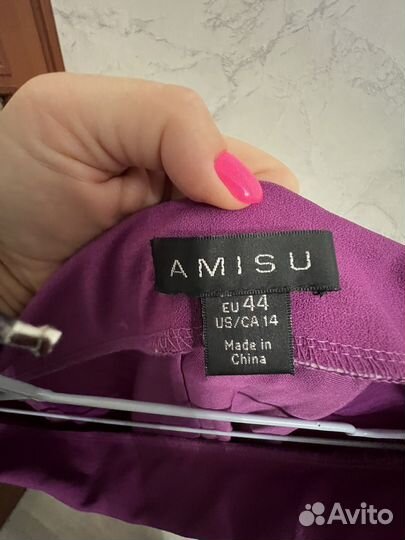 AMISU
EU 44
US/CA 14
Made in
China
Avito